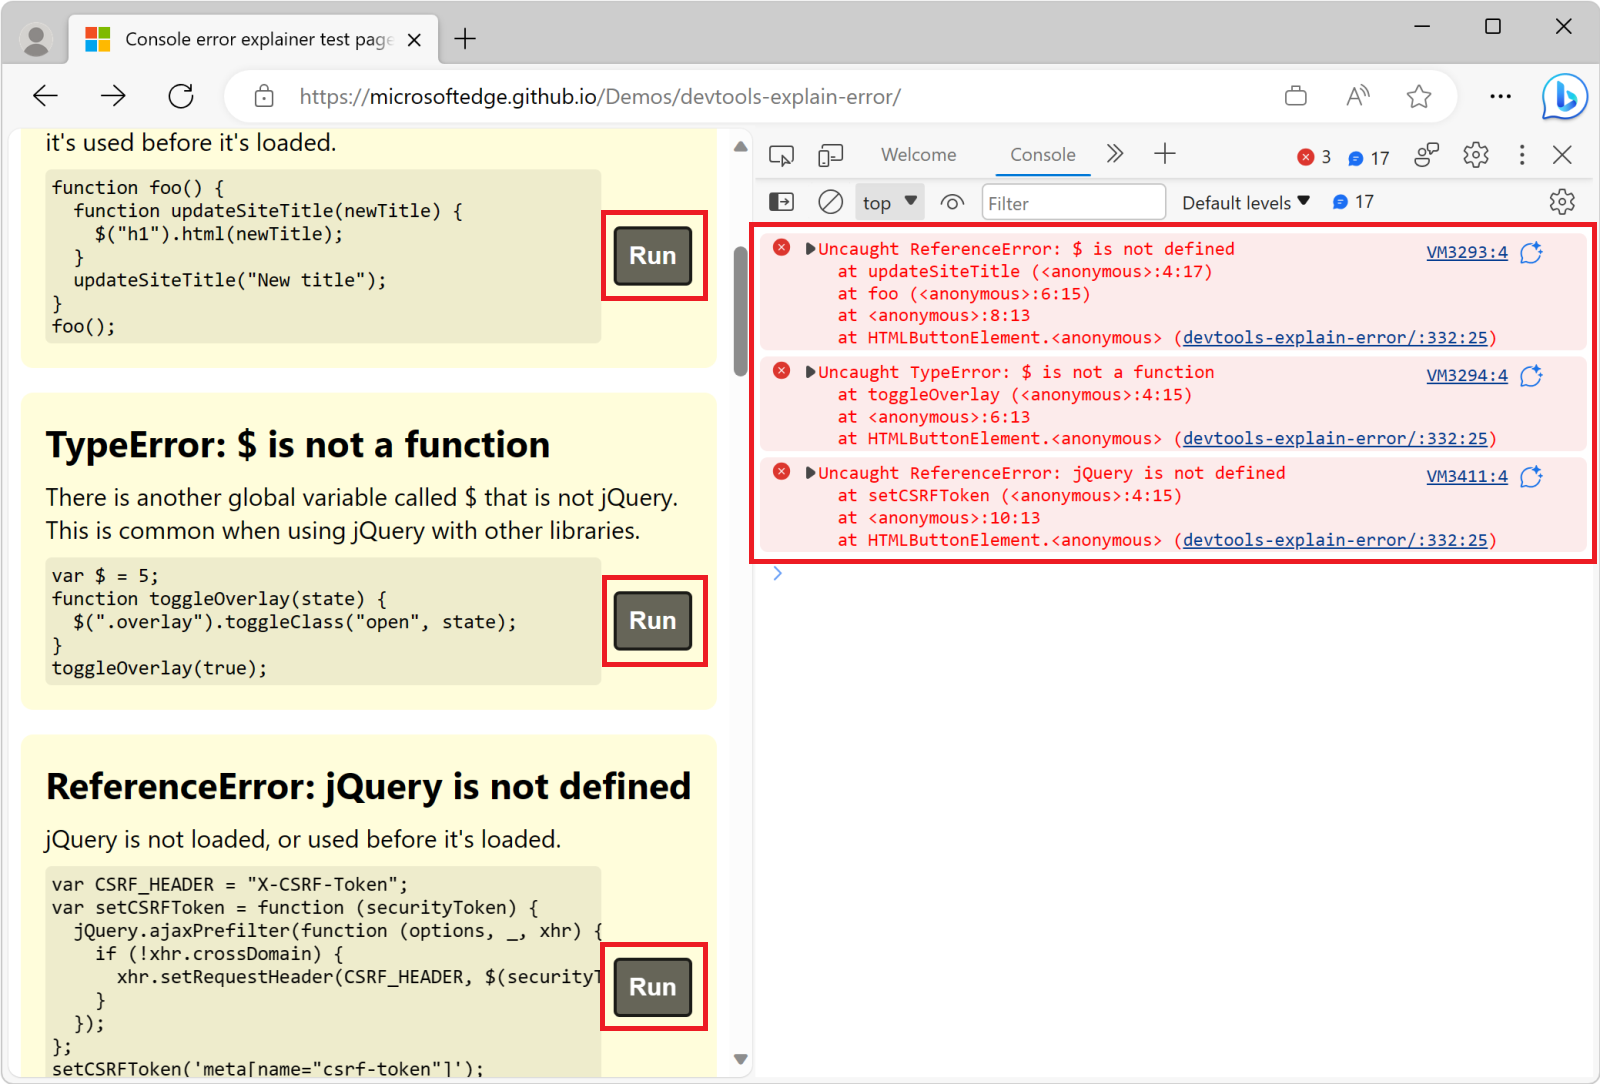 Console error explainer test page
https://microsoftedge.github.io/Demos/devtools-explain-error/
it's used before it's loaded.
function foo() {
  function updateSiteTitle(newTitle) {
    $("h1").html(newTitle);
  }
  updateSiteTitle("New title");
}
foo();
Run
TypeError: $ is not a function
There is another global variable called $ that is not jQuery.
This is common when using jQuery with other libraries.
var $ = 5;
function toggleOverlay(state) {
  $(".overlay").toggleClass("open", state);
}
toggleOverlay(true);
Run
ReferenceError: jQuery is not defined
jQuery is not loaded, or used before it's loaded.
var CSRF_HEADER = "X-CSRF-Token";
var setCSRFToken = function (securityToken) {
  jQuery.ajaxPrefilter(function (options, _, xhr) {
    if (!xhr.crossDomain) {
      xhr.setRequestHeader(CSRF_HEADER, $(securityT
    }
  });
};
setCSRFToken('meta[name="csrf-token"]');
Run
Welcome
Console
3
17
top
Filter
Default levels
17
Uncaught ReferenceError: $ is not defined VM3293:4
at updateSiteTitle (<anonymous>:4:17)
at foo (<anonymous>:6:15)
at <anonymous>:8:13
at HTMLButtonElement.<anonymous> (devtools-explain-error/:332:25)
Uncaught TypeError: $ is not a function VM3294:4
at toggleOverlay (<anonymous>:4:15)
at <anonymous>:6:13
at HTMLButtonElement.<anonymous> (devtools-explain-error/:332:25)
Uncaught ReferenceError: jQuery is not defined VM3411:4
at setCSRFToken (<anonymous>:4:15)
at <anonymous>:10:13
at HTMLButtonElement.<anonymous> (devtools-explain-error/:332:25)